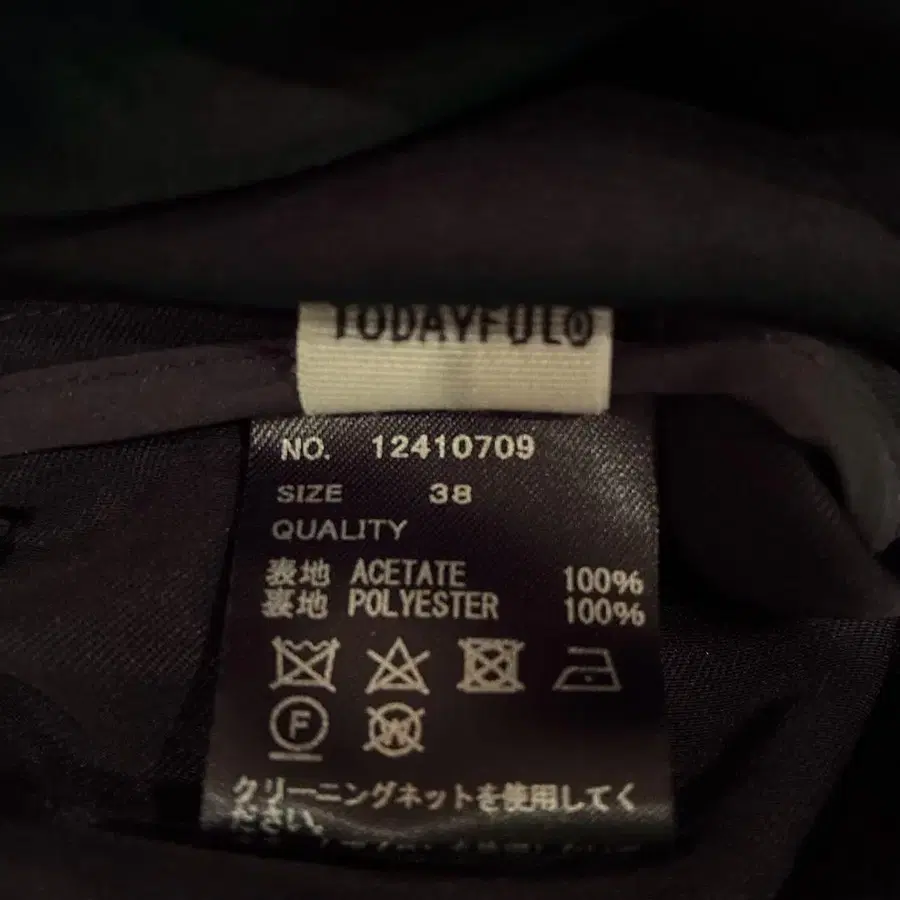 TODAYFUL
NO. 12410709
SIZE 38
QUALITY
表地 ACETATE 100%
裏地 POLYESTER 100%
F
W
クリーニングネットを使用してく
ださい。